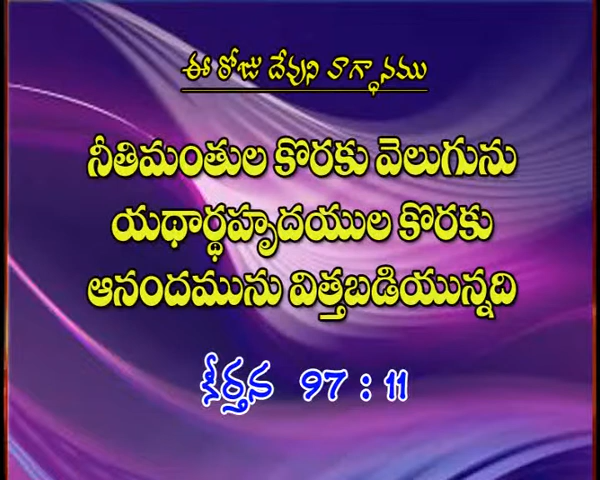 ఈ రోజు దేవుని వాగ్ధానము
నీతిమంతుల కొరకు వెలుగును
యథార్థహృదయుల కొరకు
ఆనందమును విత్తబడియున్నది
కీర్తన 97 : 11